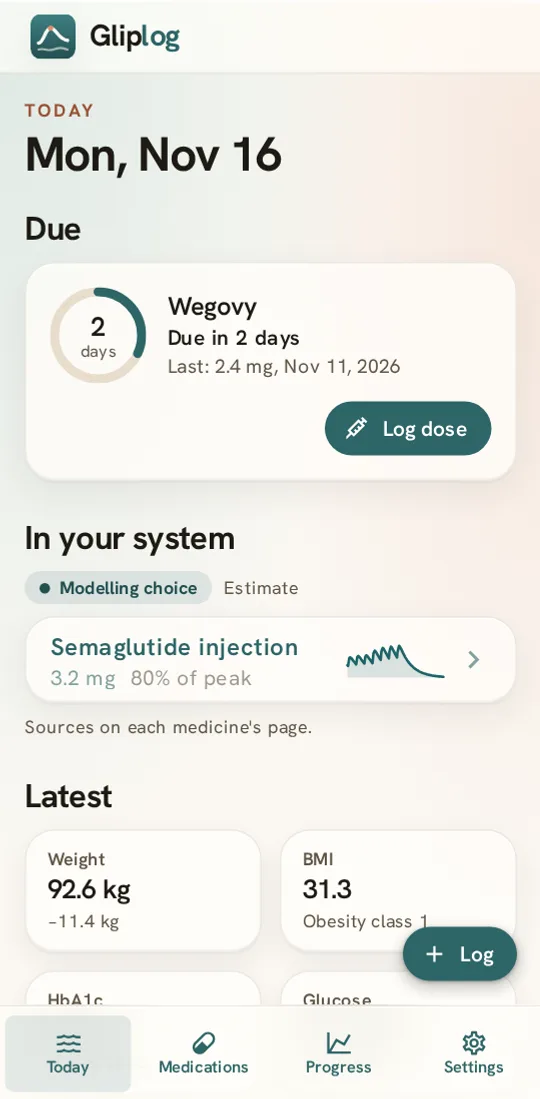 Gliplog
TODAY
Mon, Nov 16
Due
2
days
Wegovy
Due in 2 days
Last: 2.4 mg, Nov 11, 2026
Log dose
In your system
Modelling choice
Estimate
Semaglutide injection
3.2 mg 80% of peak
Sources on each medicine's page.
Latest
Weight
92.6 kg
−11.4 kg
BMI
31.3
Obesity class 1
+ Log
HbA1c
Glucose
Today
Medications
Progress
Settings